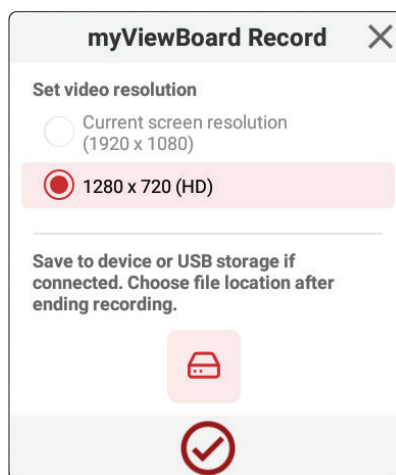 myViewBoard Record
Set video resolution
Current screen resolution
(1920 x 1080)
1280 x 720 (HD)
Save to device or USB storage if
connected. Choose file location after
ending recording.